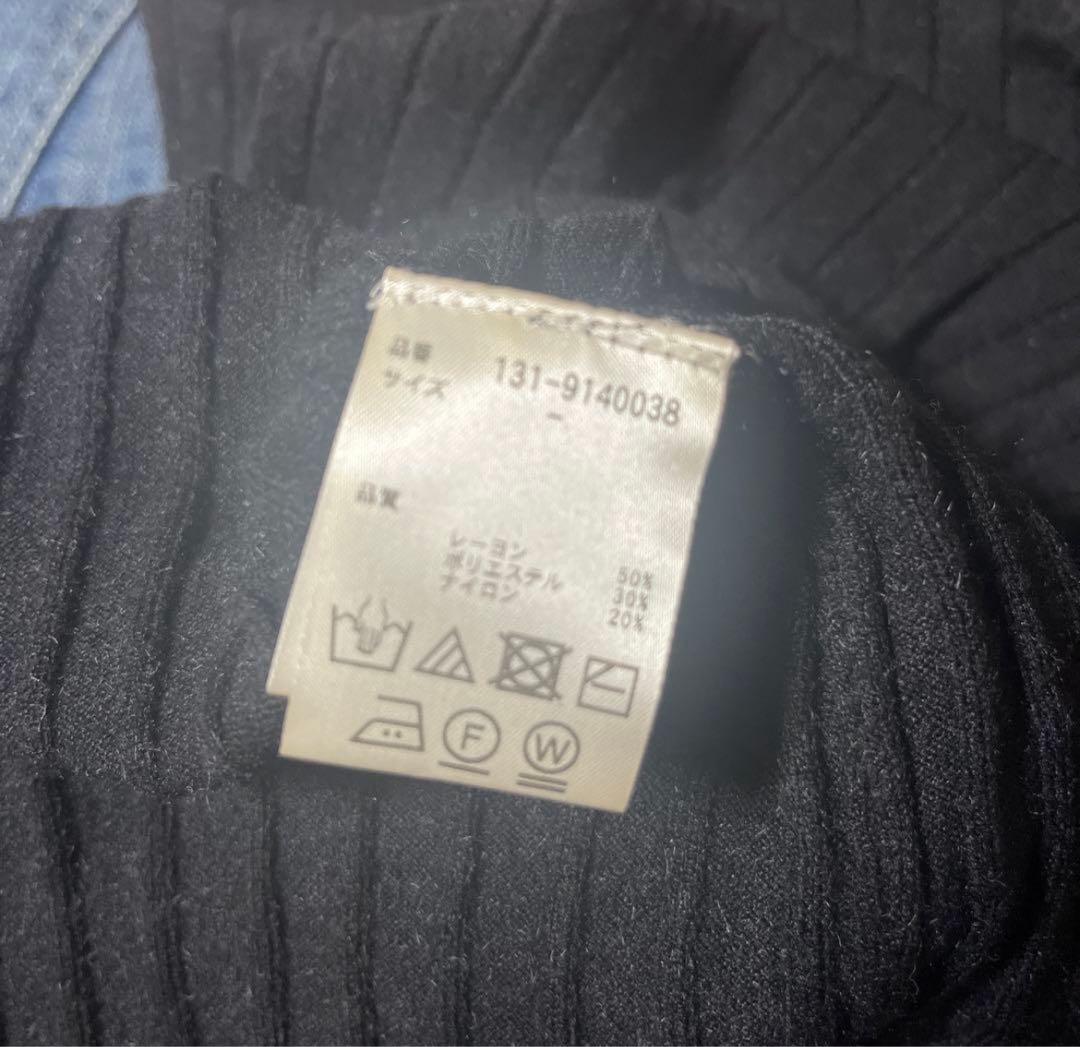 品番 131-9140038
サイズ -
品質
レーヨン 50%
ポリエステル 30%
ナイロン 20%
F W